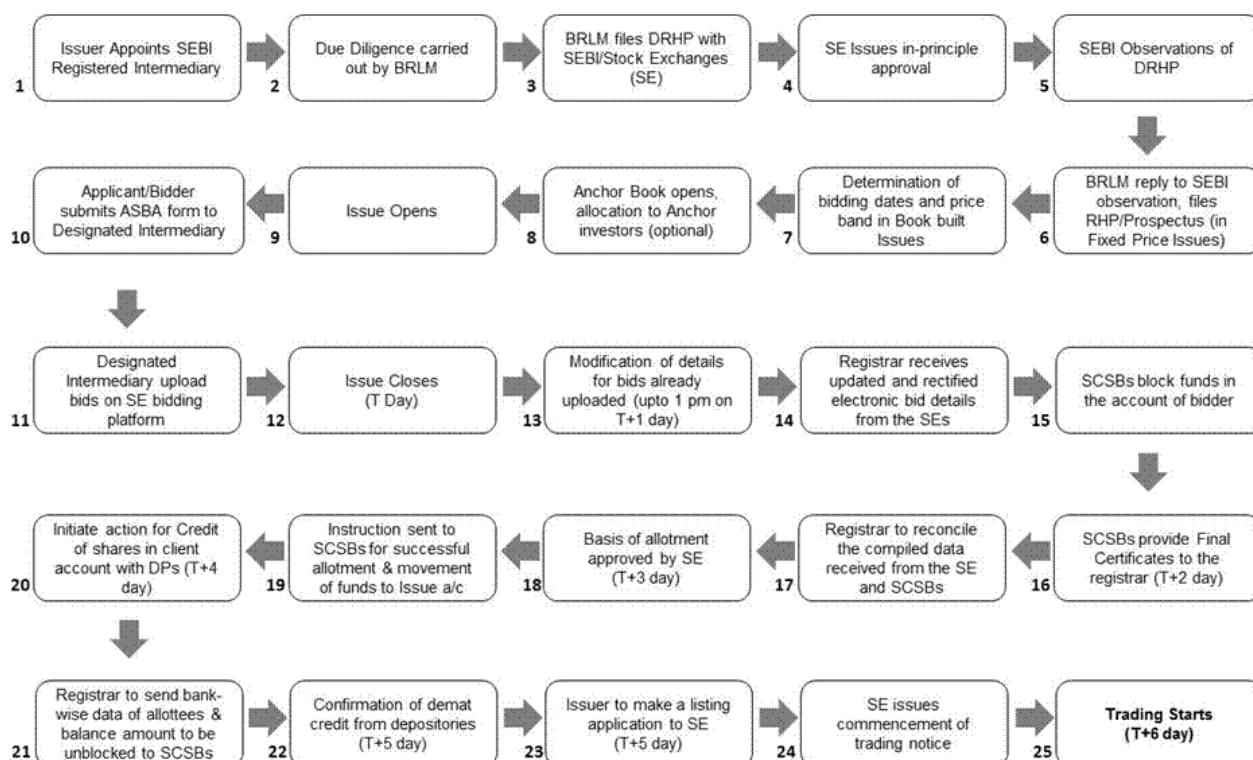 1
Issuer Appoints SEBI
Registered Intermediary
2
Due Diligence carried
out by BRLM
3
BRLM files DRHP with
SEBI/Stock Exchanges
(SE)
4
SE Issues in-principle
approval
5
SEBI Observations of
DRHP
6
BRLM reply to SEBI
observation, files
RHP/Prospectus (in
Fixed Price Issues)
7
Determination of
bidding dates and price
band in Book built
Issues
8
Anchor Book opens,
allocation to Anchor
investors (optional)
9
Issue Opens
10
Applicant/Bidder
submits ASBA form to
Designated Intermediary
11
Designated
Intermediary upload
bids on SE bidding
platform
12
Issue Closes
(T Day)
13
Modification of details
for bids already
uploaded (upto 1 pm on
T+1 day)
14
Registrar receives
updated and rectified
electronic bid details
from the SEs
15
SCSBs block funds in
the account of bidder
16
SCSBs provide Final
Certificates to the
registrar (T+2 day)
17
Registrar to reconcile
the compiled data
received from the SE
and SCSBs
18
Basis of allotment
approved by SE
(T+3 day)
19
Instruction sent to
SCSBs for successful
allotment & movement
of funds to Issue a/c
20
Initiate action for Credit
of shares in client
account with DPs (T+4
day)
21
Registrar to send bank-
wise data of allottees &
balance amount to be
unblocked to SCSBs
22
Confirmation of demat
credit from depositories
(T+5 day)
23
Issuer to make a listing
application to SE
(T+5 day)
24
SE issues
commencement of
trading notice
25
Trading Starts
(T+6 day)